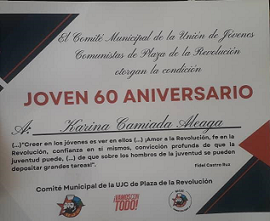 El Comité Municipal de la Unión de Jóvenes
Comunistas de Plaza de la Revolución
otorgan la condición
JOVEN 60 ANIVERSARIO
A: Karina Camiada Aleaga
(...)"Creer en los jóvenes es ver en ellos (...) ¡Amor a la Revolución, fe en la
Revolución, confianza en sí mismos, convicción profunda de que la
juventud puede, (...) de que sobre los hombros de la juventud se pueden
depositar grandes tareas!".
Fidel Castro Ruz
Comité Municipal de la UJC de Plaza de la Revolución
¡VAMOS CON
TODO!